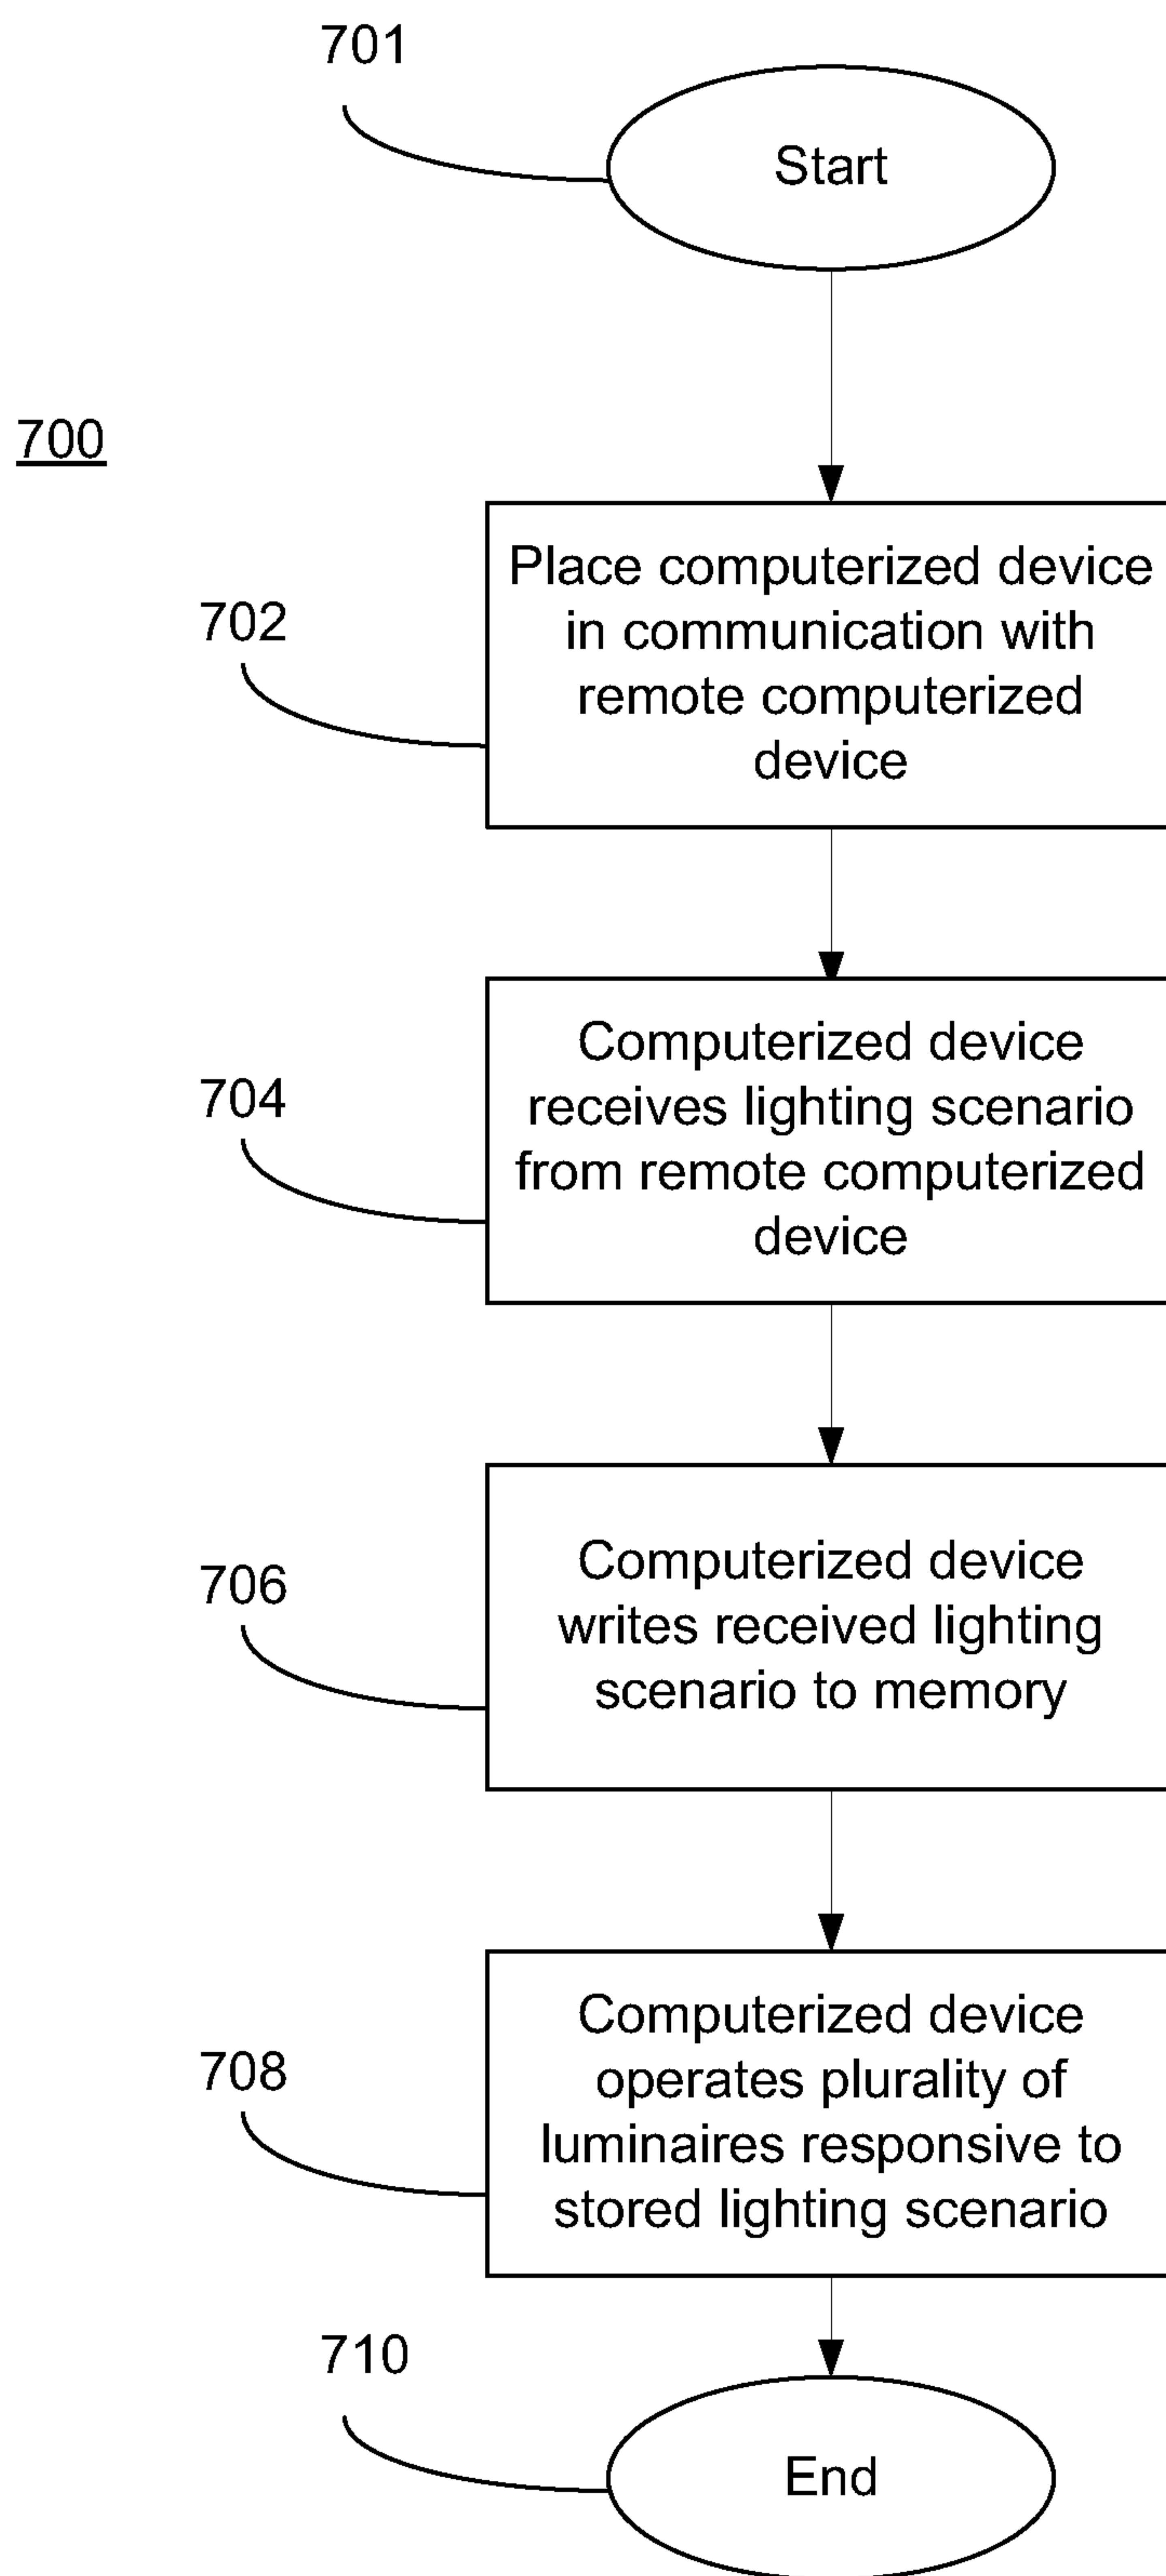 701
Start
700
702
Place computerized device
in communication with
remote computerized
device
704
Computerized device
receives lighting scenario
from remote computerized
device
706
Computerized device
writes received lighting
scenario to memory
708
Computerized device
operates plurality of
luminaires responsive to
stored lighting scenario
710
End